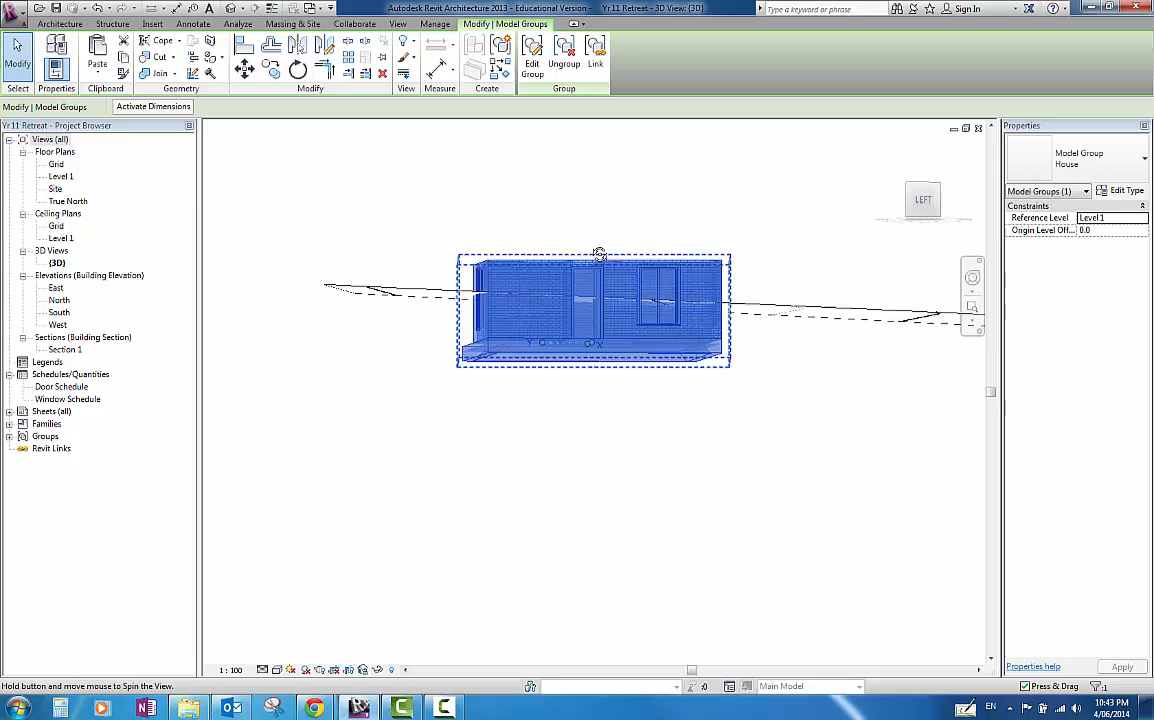 Autodesk Revit Architecture 2013 - Educational Version - Yr 11 Retreat - 3D View: {3D}
Type a keyword or phrase
Sign In
Architecture Structure Insert Annotate Analyze Massing & Site Collaborate View Manage Modify | Model Groups
Modify
Paste
Cope
Cut
Join
Edit
Group
Ungroup
Link
Select Properties Clipboard Geometry Modify View Measure Create Group
Modify | Model Groups
Activate Dimensions
Yr11 Retreat - Project Browser
Views (all)
Floor Plans
Grid
Level 1
Site
True North
Ceiling Plans
Grid
Level 1
3D Views
{3D}
Elevations (Building Elevation)
East
North
South
West
Sections (Building Section)
Section 1
Legends
Schedules/Quantities
Door Schedule
Window Schedule
Sheets (all)
Families
Groups
Revit Links
LEFT
Y
X
Properties
Model Group
House
Model Groups (1)
Edit Type
Constraints
Reference Level Level 1
Origin Level Off... 0.0
Properties help
Apply
1 : 100
Hold button and move mouse to Spin the View.
:0
Main Model
Press & Drag
:1
EN
10:43 PM
4/06/2014